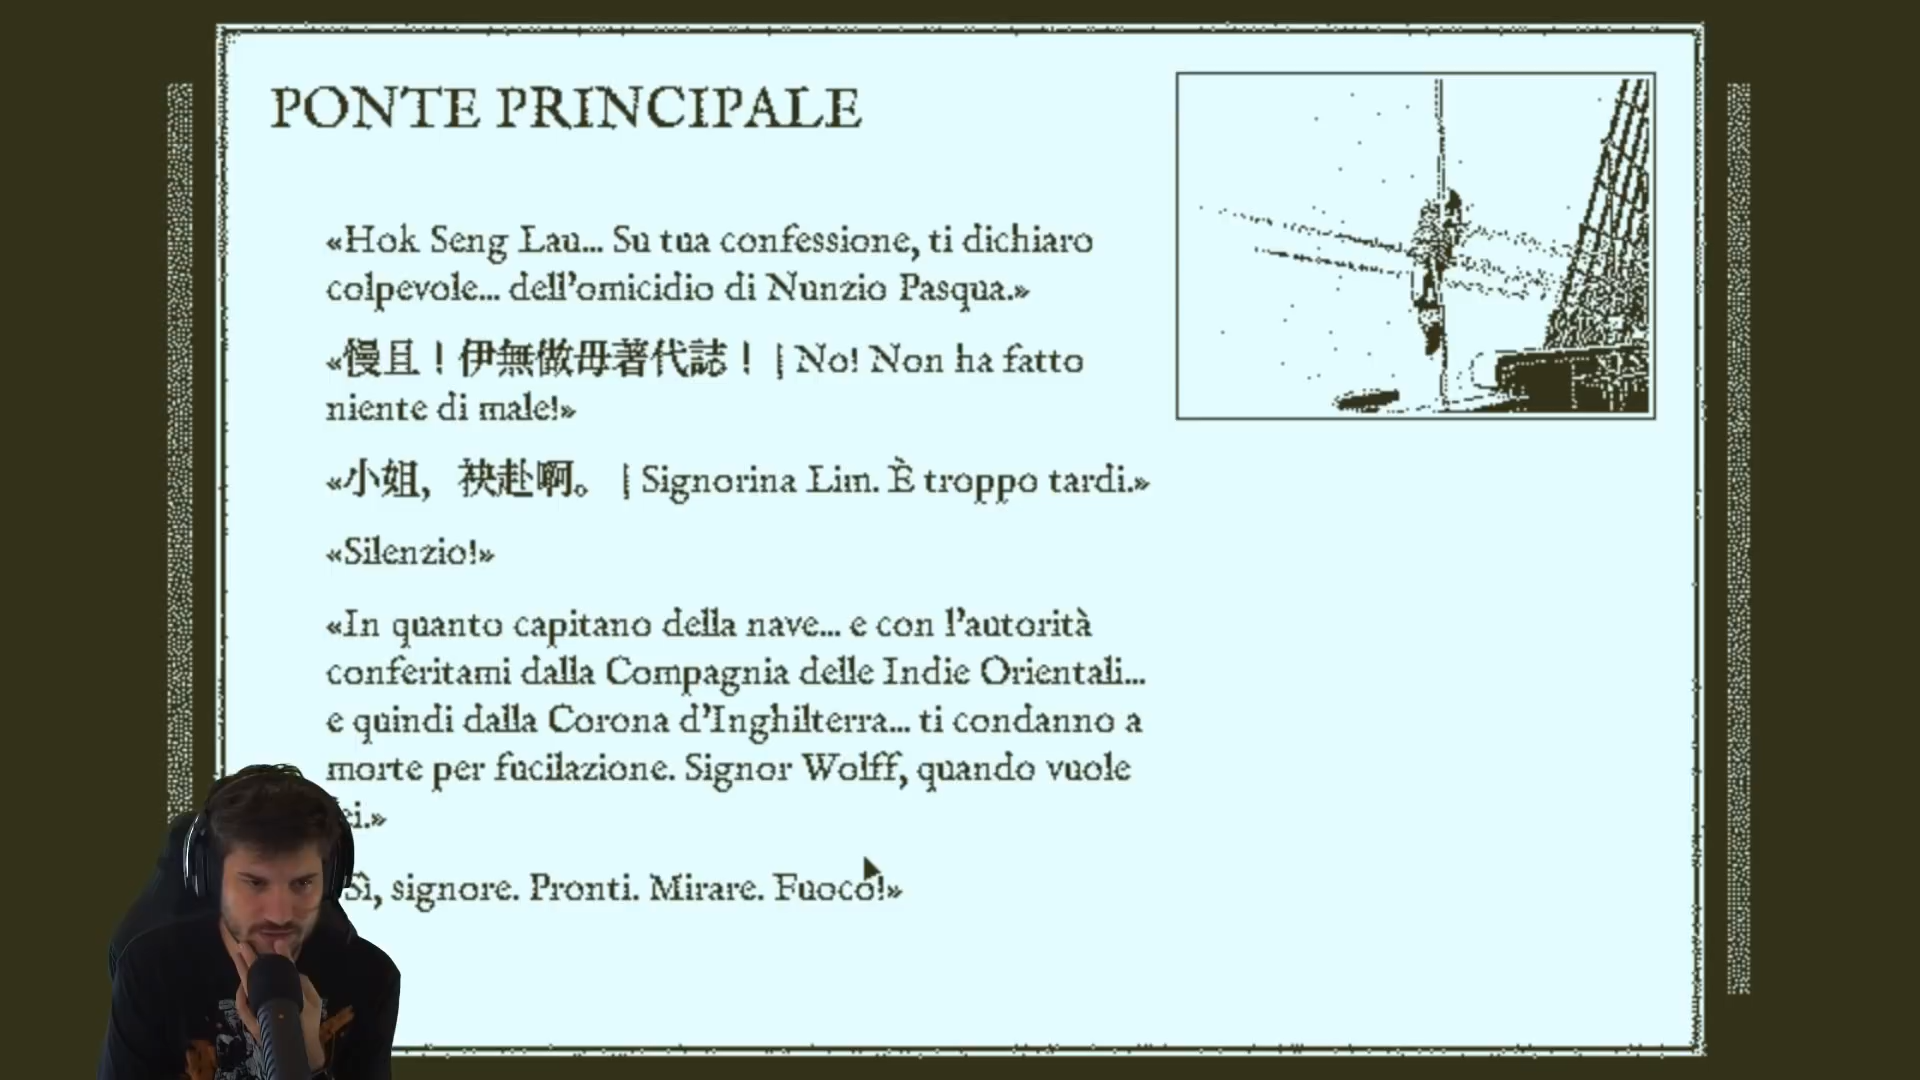 PONTE PRINCIPALE
«Hok Seng Lau... Su tua confessione, ti dichiaro
colpevole... dell'omicidio di Nunzio Pasqua.»
«慢且！伊無做毋著代誌！ | No! Non ha fatto
niente di male!»
«小姐，袂赴啊。 | Signorina Lim. È troppo tardi.»
«Silenzio!»
«In quanto capitano della nave... e con l'autorità
conferitami dalla Compagnia delle Indie Orientali...
e quindi dalla Corona d'Inghilterra... ti condanno a
morte per fucilazione. Signor Wolff, quando vuole
ei.»
Sì, signore. Pronti. Mirare. Fuoco!»